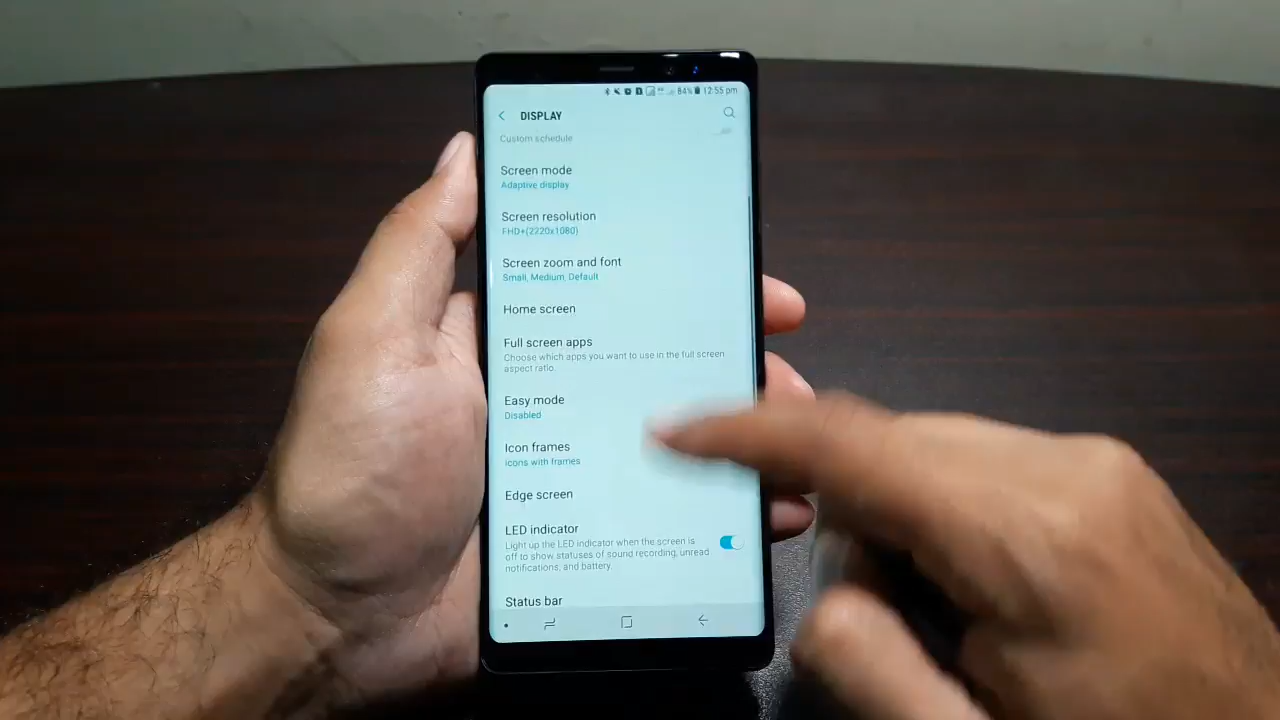 84% 12:55 pm
DISPLAY
Custom schedule
Screen mode
Adaptive display
Screen resolution
FHD+(2220x1080)
Screen zoom and font
Small, Medium, Default
Home screen
Full screen apps
Choose which apps you want to use in the full screen
aspect ratio.
Easy mode
Disabled
Icon frames
Icons with frames
Edge screen
LED indicator
Light up the LED indicator when the screen is
off to show statuses of sound recording, unread
notifications, and battery.
Status bar